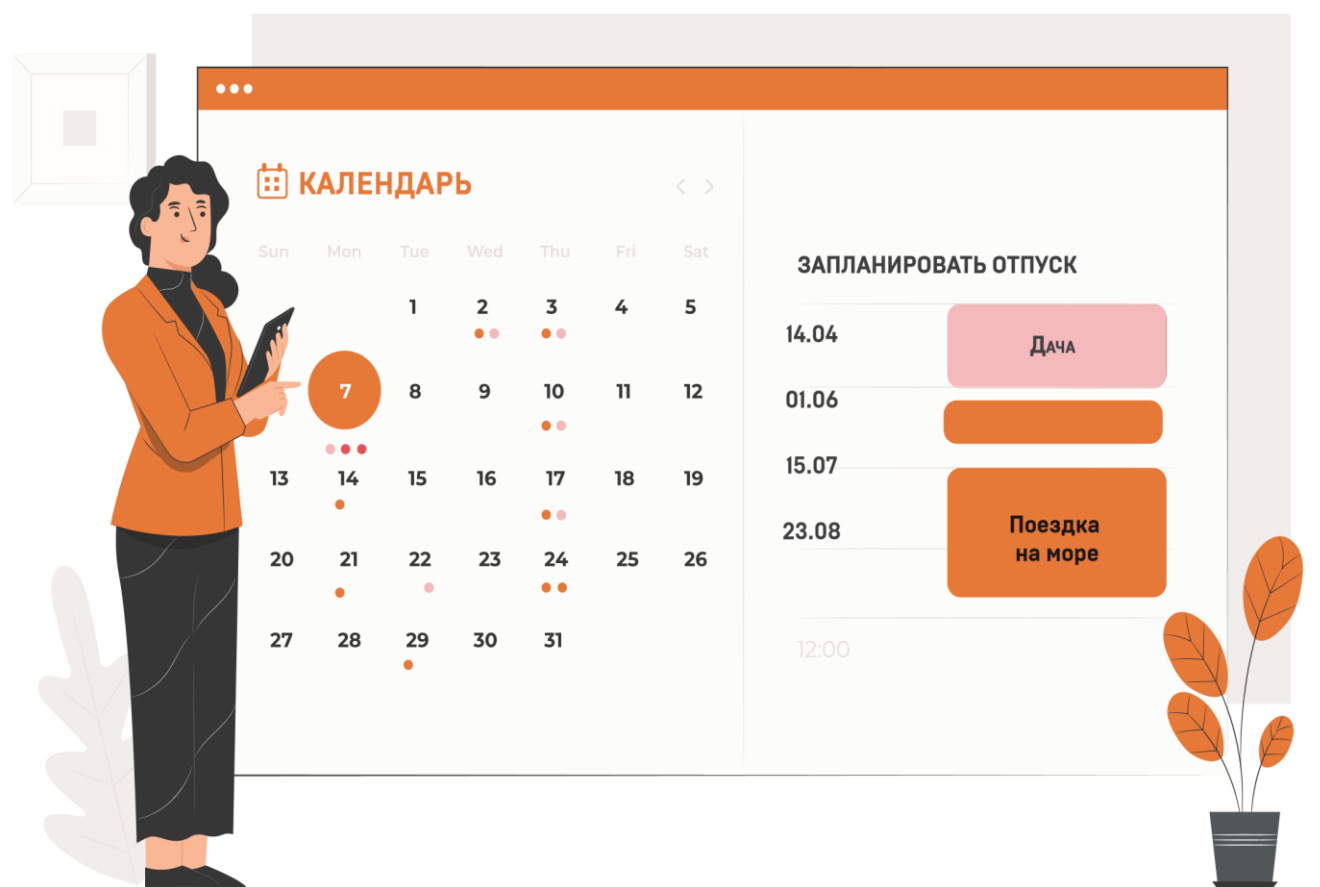 КАЛЕНДАРЬ
Sun Mon Tue Wed Thu Fri Sat
1 2 3 4 5
7 8 9 10 11 12
13 14 15 16 17 18 19
20 21 22 23 24 25 26
27 28 29 30 31
ЗАПЛАНИРОВАТЬ ОТПУСК
14.04 Дача
01.06
15.07
23.08 Поездка
на море
12:00